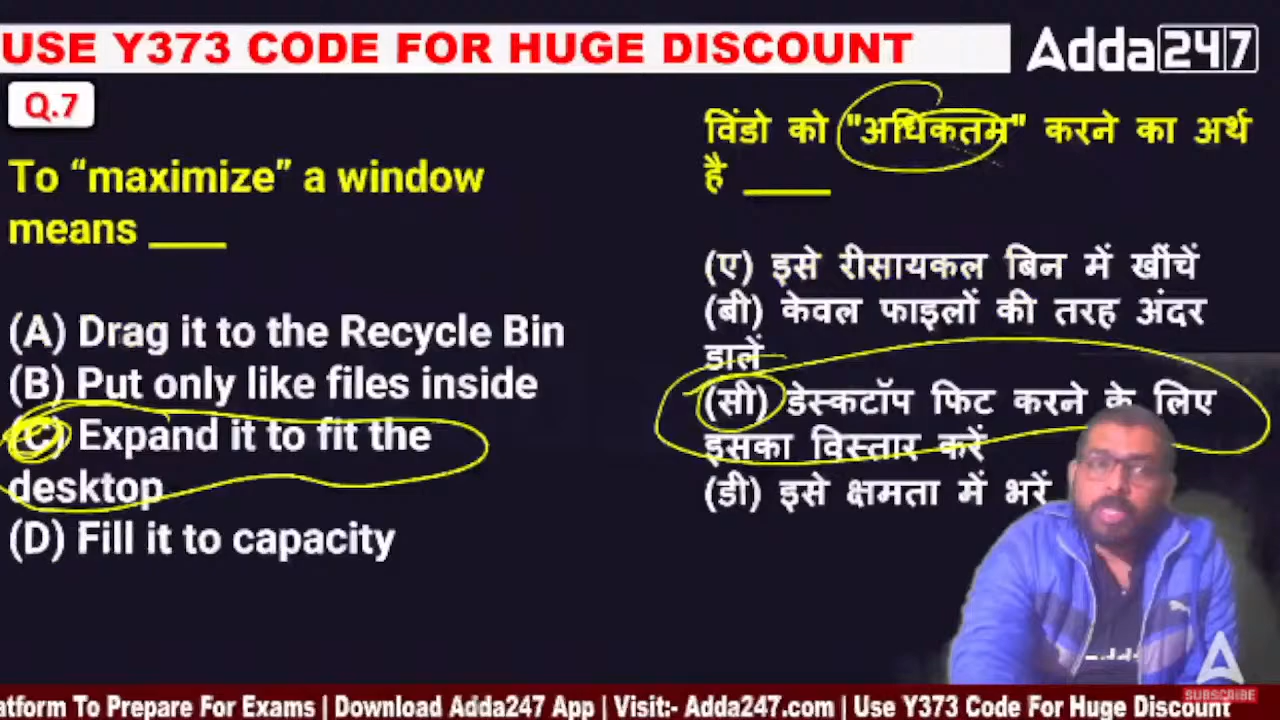 USE Y373 CODE FOR HUGE DISCOUNT
Adda247
Q.7
To “maximize” a window
means ____
(A) Drag it to the Recycle Bin
(B) Put only like files inside
(C) Expand it to fit the
desktop
(D) Fill it to capacity
विंडो को "अधिकतम" करने का अर्थ
है ____
(ए) इसे रीसायकल बिन में खींचें
(बी) केवल फाइलों की तरह अंदर
डालें
(सी) डेस्कटॉप फिट करने के लिए
इसका विस्तार करें
(डी) इसे क्षमता में भरें
SUBSCRIBE
atform To Prepare For Exams | Download Adda247 App | Visit:- Adda247.com | Use Y373 Code For Huge Discount